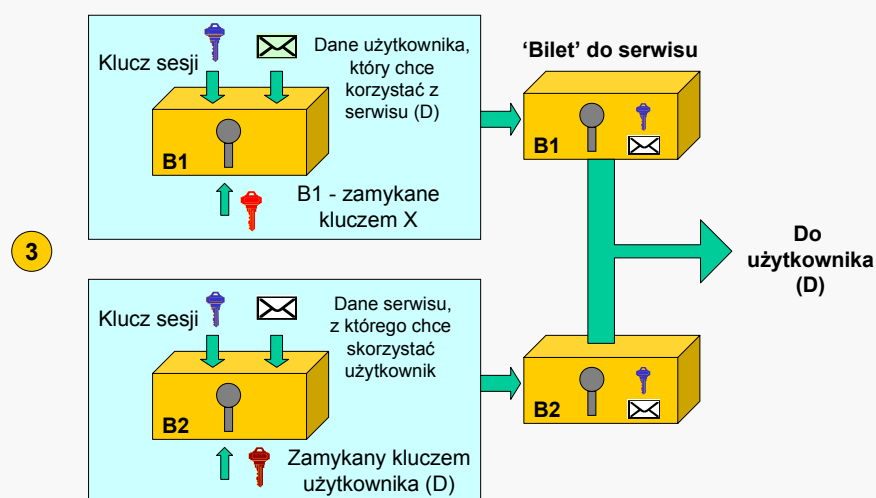 Klucz sesji
Dane użytkownika,
który chce
korzystać z
serwisu (D)
B1
B1 - zamykane
kluczem X
‘Bilet’ do serwisu
B1
3
Do
użytkownika
(D)
Klucz sesji
Dane serwisu,
z którego chce
skorzystać
użytkownik
B2
Zamykany kluczem
użytkownika (D)
B2